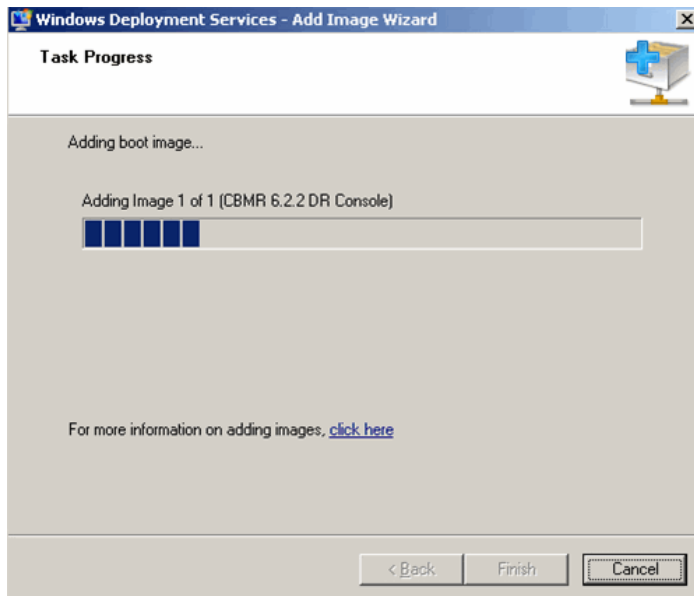 Windows Deployment Services - Add Image Wizard
Task Progress
Adding boot image...
Adding Image 1 of 1 (CBMR 6.2.2 DR Console)
For more information on adding images, click here
< Back
Finish
Cancel